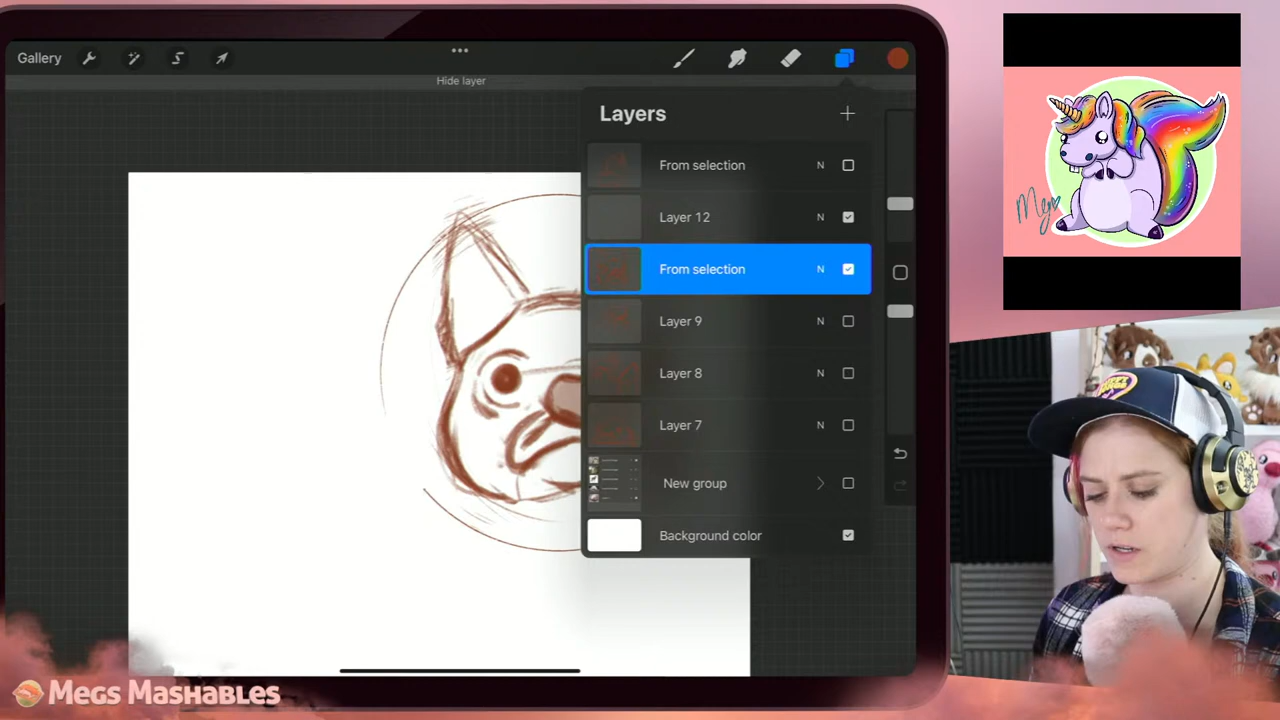 Gallery
Hide layer
Layers
From selection N
Layer 12 N
From selection N
Layer 9 N
Layer 8 N
Layer 7 N
New group
Background color
Megs Mashables